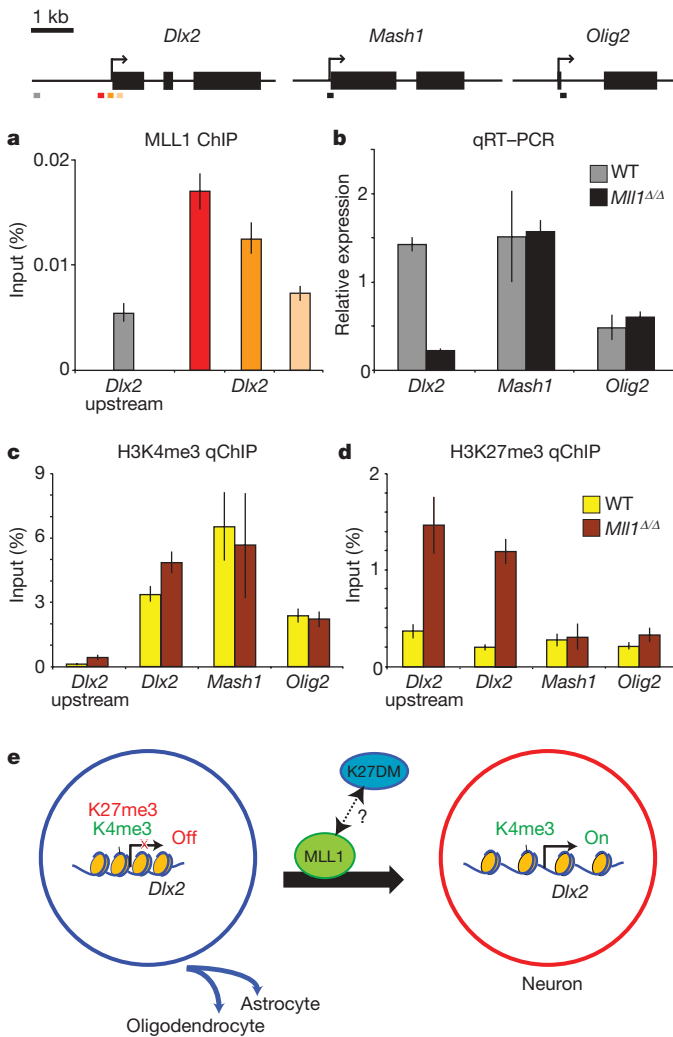 1 kb
Dlx2
Mash1
Olig2
a
MLL1 ChIP
0.02
0.01
0
Input (%)
Dlx2
upstream
Dlx2
b
qRT–PCR
WT
Mll1Δ/Δ
2
1
0
Relative expression
Dlx2
Mash1
Olig2
c
H3K4me3 qChIP
9
6
3
0
Input (%)
Dlx2
upstream
Dlx2
Mash1
Olig2
d
H3K27me3 qChIP
WT
Mll1Δ/Δ
2
1
0
Input (%)
Dlx2
upstream
Dlx2
Mash1
Olig2
e
K27me3
K4me3
Off
Dlx2
K27DM
?
MLL1
K4me3
On
Dlx2
Neuron
Astrocyte
Oligodendrocyte